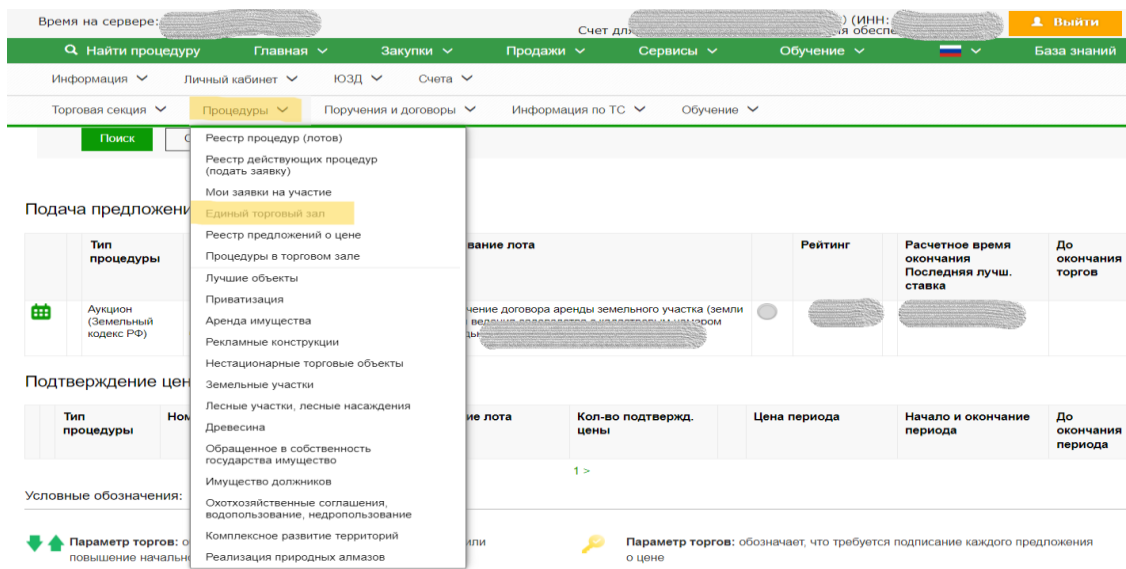 Время на сервере:
Счет для
) (ИНН:
Выйти
Найти процедуру Главная Закупки Продажи Сервисы Обучение База знаний
Информация Личный кабинет ЮЗД Счета
Торговая секция Процедуры Поручения и договоры Информация по ТС Обучение
Поиск
Реестр процедур (лотов)
Реестр действующих процедур
(подать заявку)
Мои заявки на участие
Единый торговый зал
Реестр предложений о цене
Процедуры в торговом зале
Лучшие объекты
Приватизация
Аренда имущества
Рекламные конструкции
Нестационарные торговые объекты
Земельные участки
Лесные участки, лесные насаждения
Древесина
Обращенное в собственность
государства имущество
Имущество должников
Охотхозяйственные соглашения,
водопользование, недропользование
Комплексное развитие территорий
Реализация природных алмазов
Подача предложени
Тип
процедуры
вание лота
Рейтинг
Расчетное время
окончания
Последняя лучш.
ставка
До
окончания
торгов
Аукцион
(Земельный
кодекс РФ)
чение договора аренды земельного участка (земли
Подтверждение цен
Тип
процедуры
Ном
ие лота
Кол-во подтвержд.
цены
Цена периода
Начало и окончание
периода
До
окончания
периода
1 >
Условные обозначения:
Параметр торгов: о
повышение начальн
или
Параметр торгов: обозначает, что требуется подписание каждого предложения
о цене